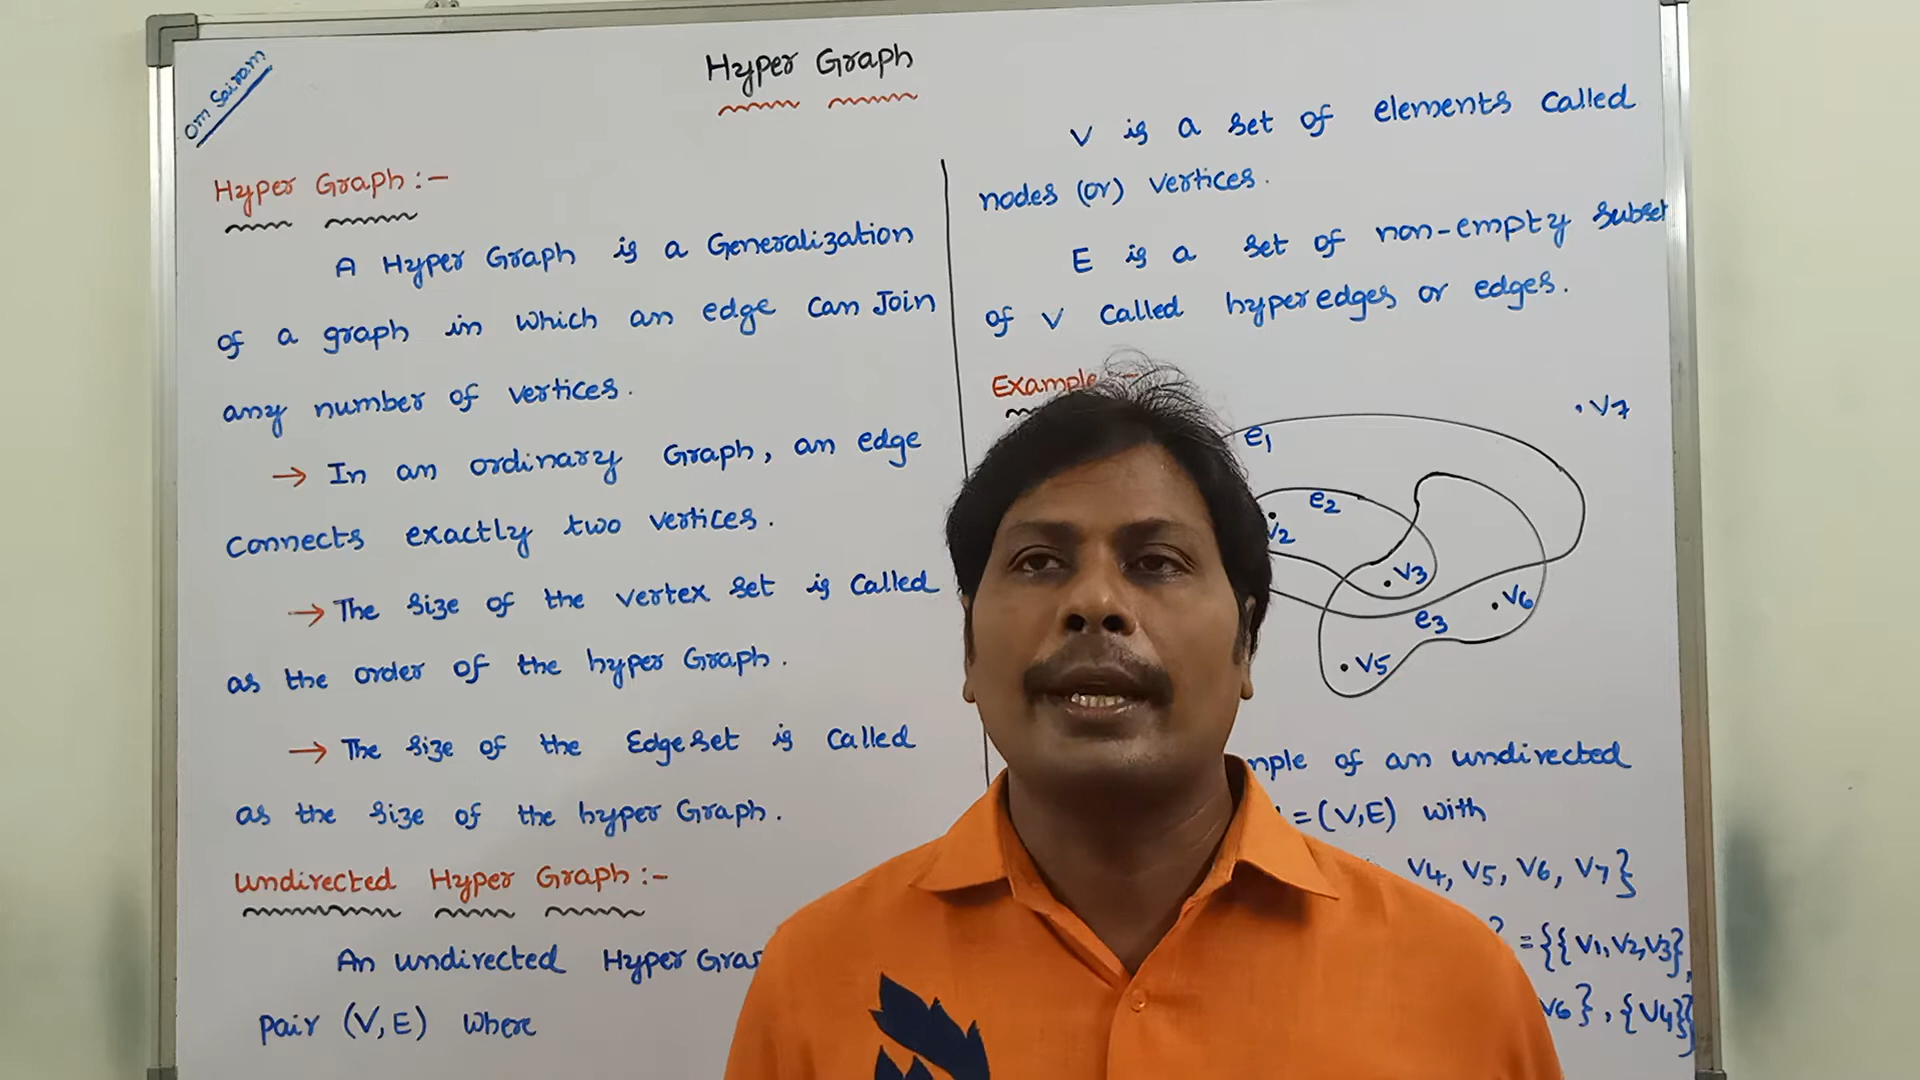 Om Sairam
Hyper Graph
Hyper Graph :-
A Hyper Graph is a Generalization
of a graph in which an edge can Join
any number of vertices.
→ In an ordinary Graph, an edge
Connects exactly two vertices.
→ The size of the vertex set is called
as the order of the hyper Graph.
→ The size of the Edgeset is called
as the size of the hyper Graph.
Undirected Hyper Graph :-
An undirected Hyper
pair (V,E) where
V is a set of elements called
nodes (or) vertices.
E is a set of non-empty subset
of V called hyperedges or edges.
Example :-
V7
e1
e2
V2
V3
V6
e3
V5
of an undirected
=(V,E) with
V4, V5, V6, V7}
={{V1,V2,V3},
V6}, {V4}}